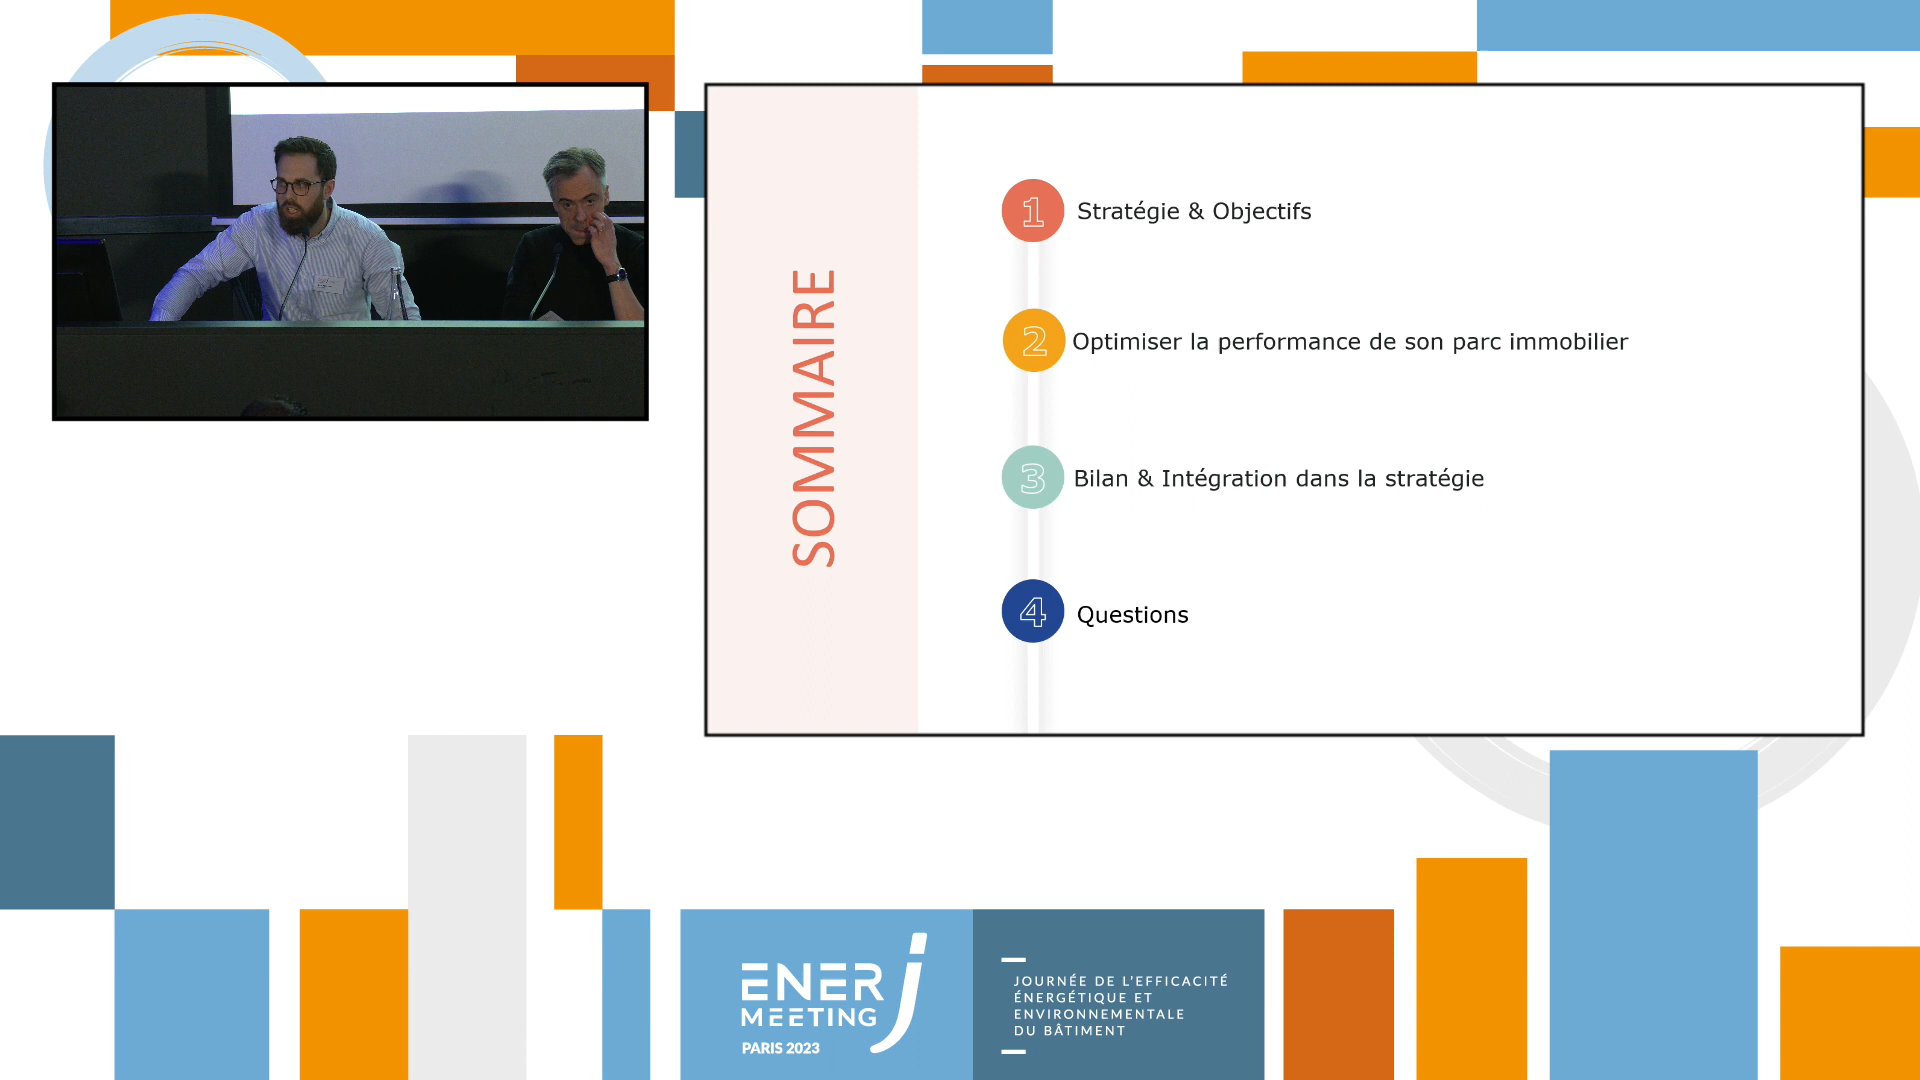 SOMMAIRE
1 Stratégie & Objectifs
2 Optimiser la performance de son parc immobilier
3 Bilan & Intégration dans la stratégie
4 Questions
ENERJ
MEETING
PARIS 2023
JOURNÉE DE L'EFFICACITÉ
ÉNERGÉTIQUE ET
ENVIRONNEMENTALE
DU BÂTIMENT